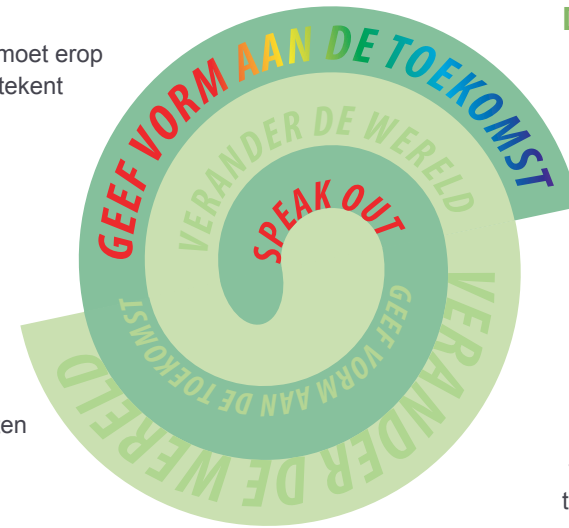 moet erop
tekent
GEEF VORM AAN DE TOEKOMST
VERANDER DE WERELD
SPEAK OUT
GEEF VORM AAN DE TOEKOMST
VERANDER DE WERELD